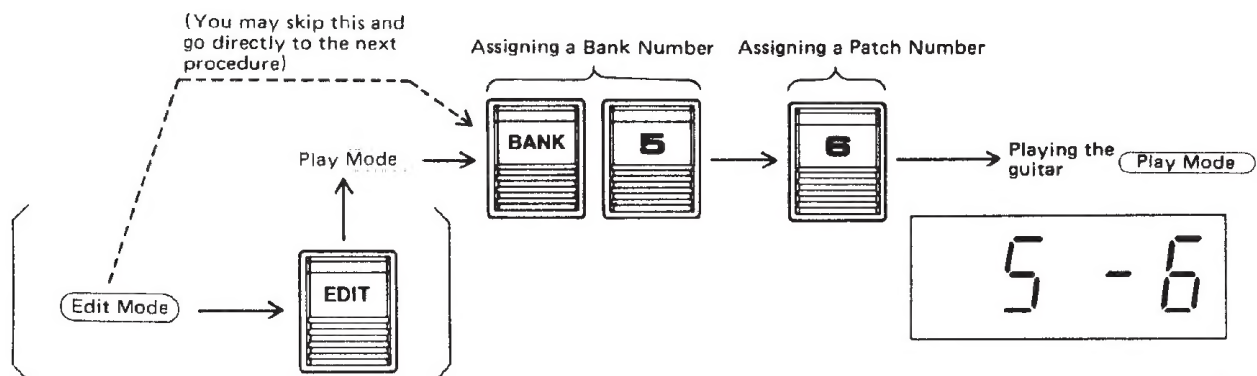 (You may skip this and
go directly to the next
procedure)
Assigning a Bank Number
Assigning a Patch Number
BANK
5
6
Play Mode
Playing the
guitar
Play Mode
Edit Mode
EDIT
5 - 6